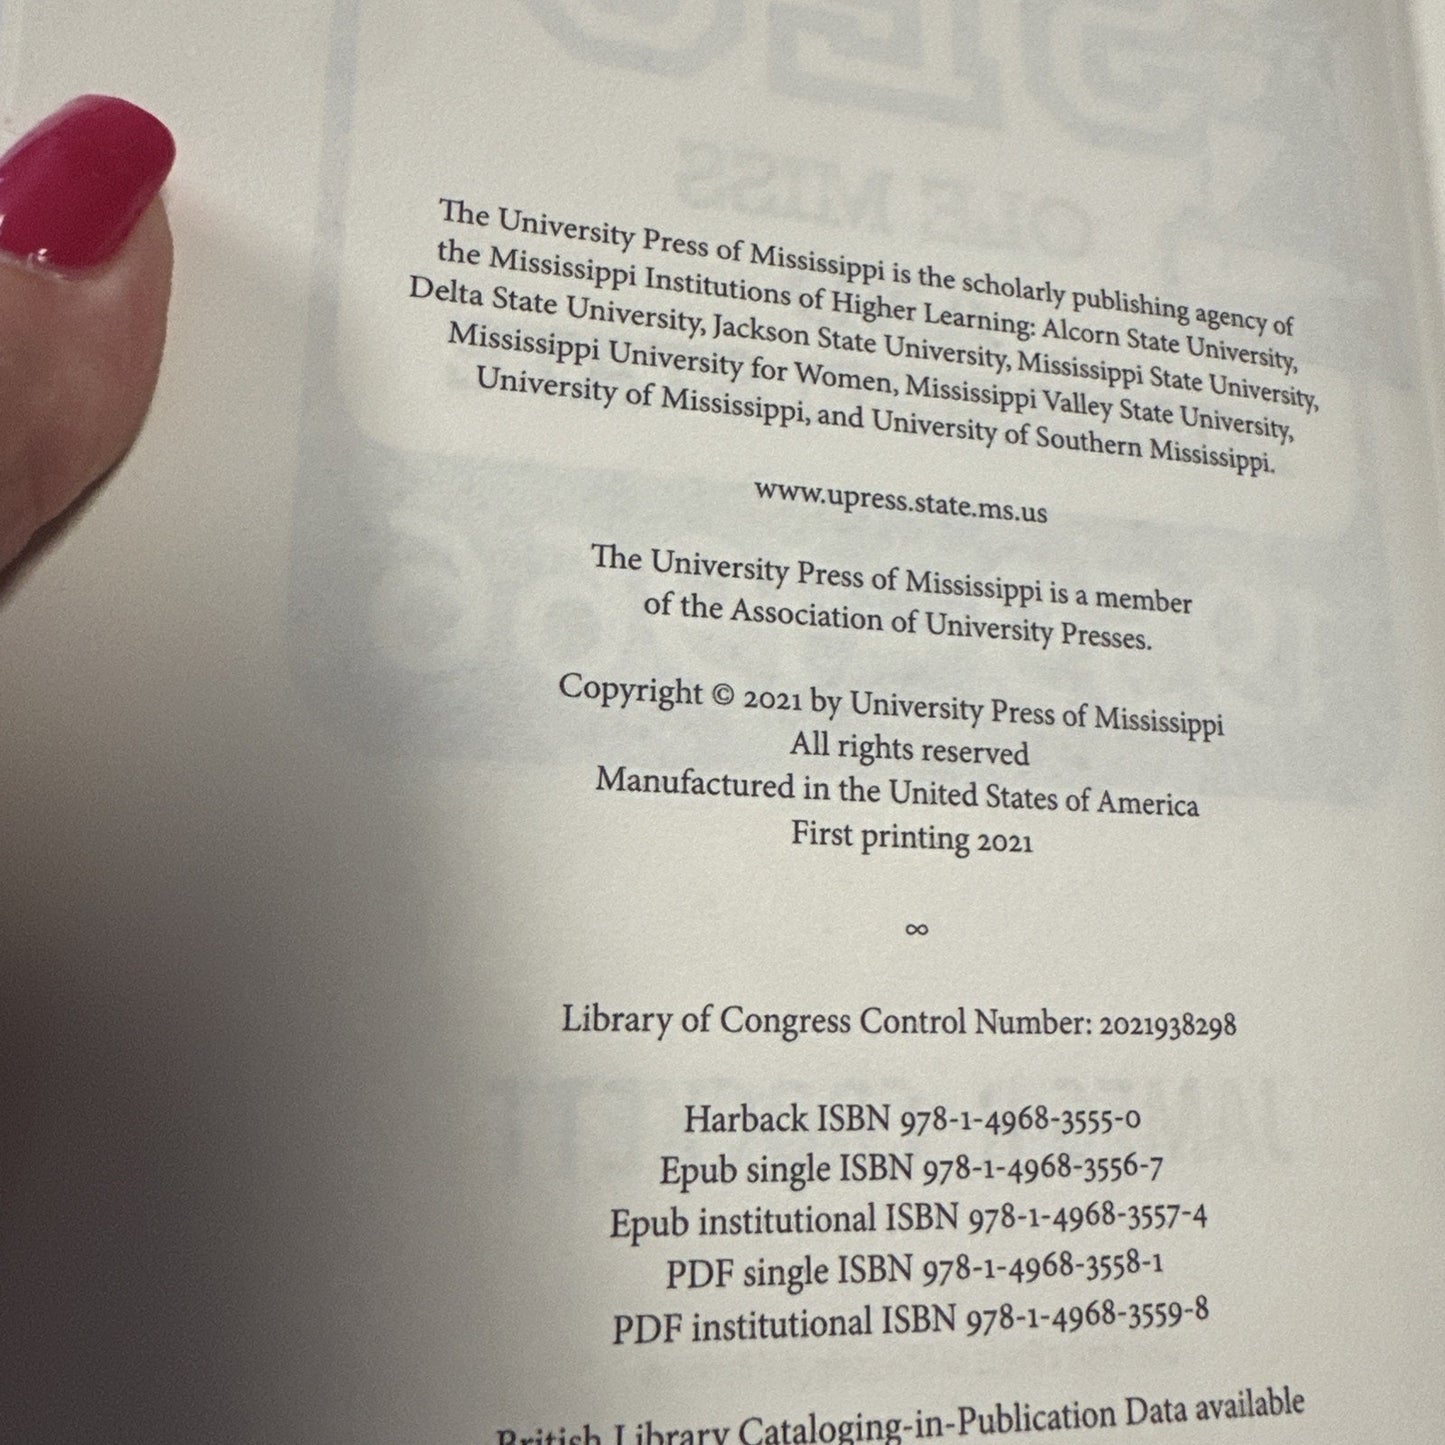 The University Press of Mississippi is the scholarly publishing agency of
the Mississippi Institutions of Higher Learning: Alcorn State University,
Delta State University, Jackson State University, Mississippi State University,
Mississippi University for Women, Mississippi Valley State University,
University of Mississippi, and University of Southern Mississippi.
www.upress.state.ms.us
The University Press of Mississippi is a member
of the Association of University Presses.
Copyright © 2021 by University Press of Mississippi
All rights reserved
Manufactured in the United States of America
First printing 2021
∞
Library of Congress Control Number: 2021938298
Harback ISBN 978-1-4968-3555-0
Epub single ISBN 978-1-4968-3556-7
Epub institutional ISBN 978-1-4968-3557-4
PDF single ISBN 978-1-4968-3558-1
PDF institutional ISBN 978-1-4968-3559-8
British Library Cataloging-in-Publication Data available